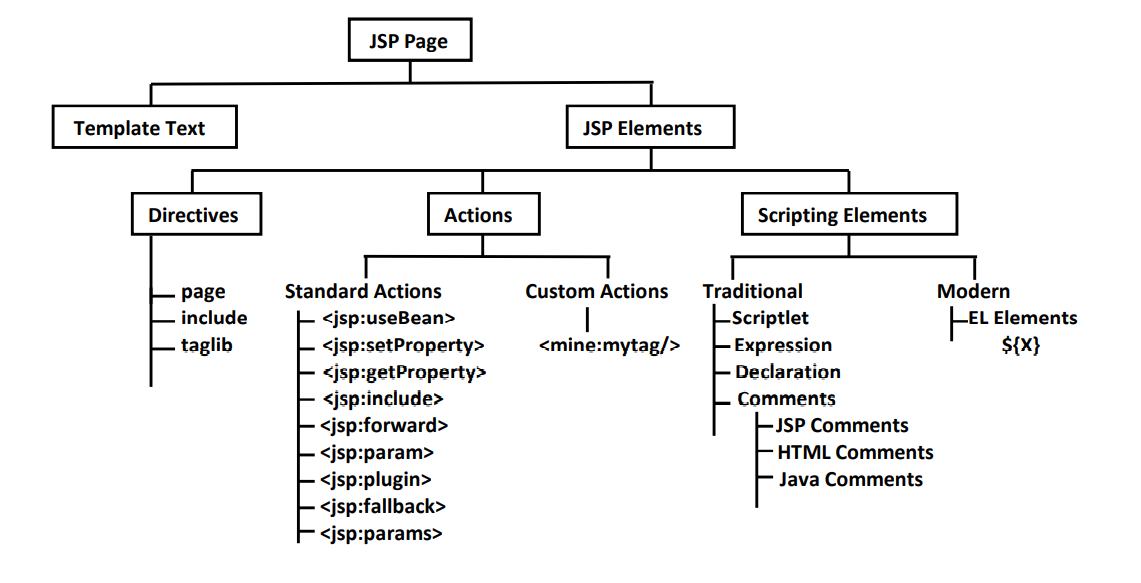 JSP Page
Template Text
JSP Elements
Directives
Actions
Scripting Elements
page
include
taglib
Standard Actions
<jsp:useBean>
<jsp:setProperty>
<jsp:getProperty>
<jsp:include>
<jsp:forward>
<jsp:param>
<jsp:plugin>
<jsp:fallback>
<jsp:params>
Custom Actions
<mine:mytag/>
Traditional
Scriptlet
Expression
Declaration
Comments
JSP Comments
HTML Comments
Java Comments
Modern
EL Elements
${X}